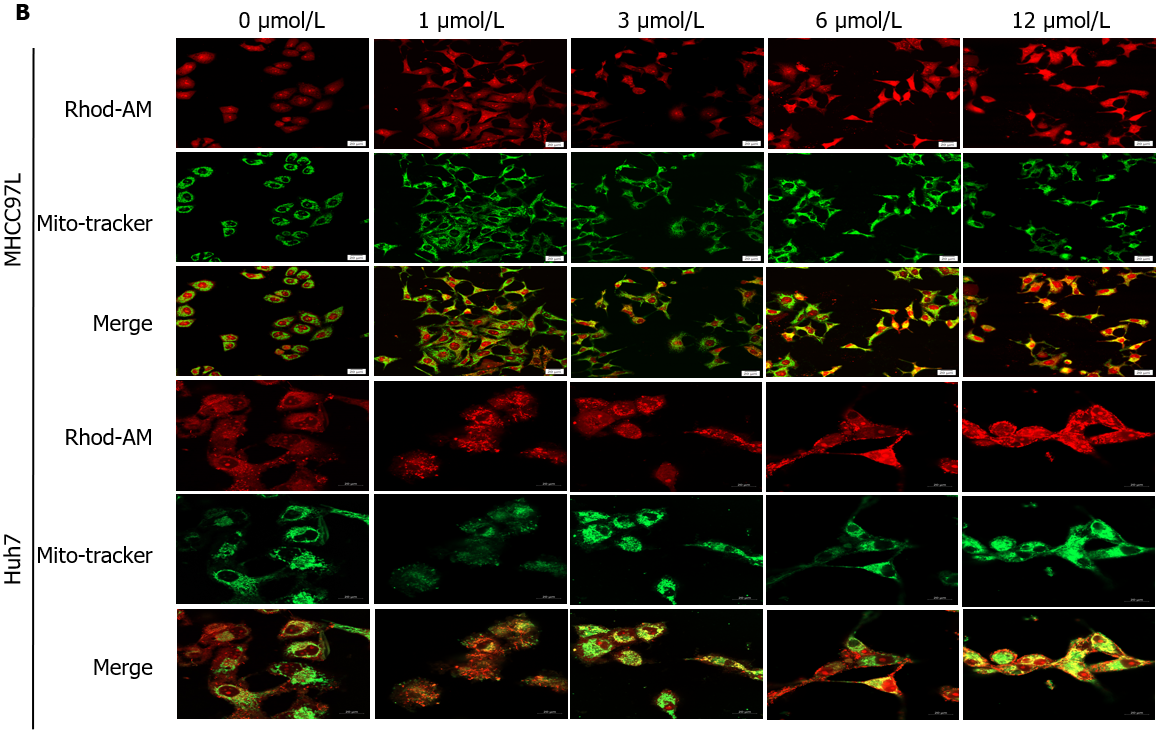 B
0 µmol/L 1 µmol/L 3 µmol/L 6 µmol/L 12 µmol/L
MHCC97L
Rhod-AM
Mito-tracker
Merge
Huh7
Rhod-AM
Mito-tracker
Merge